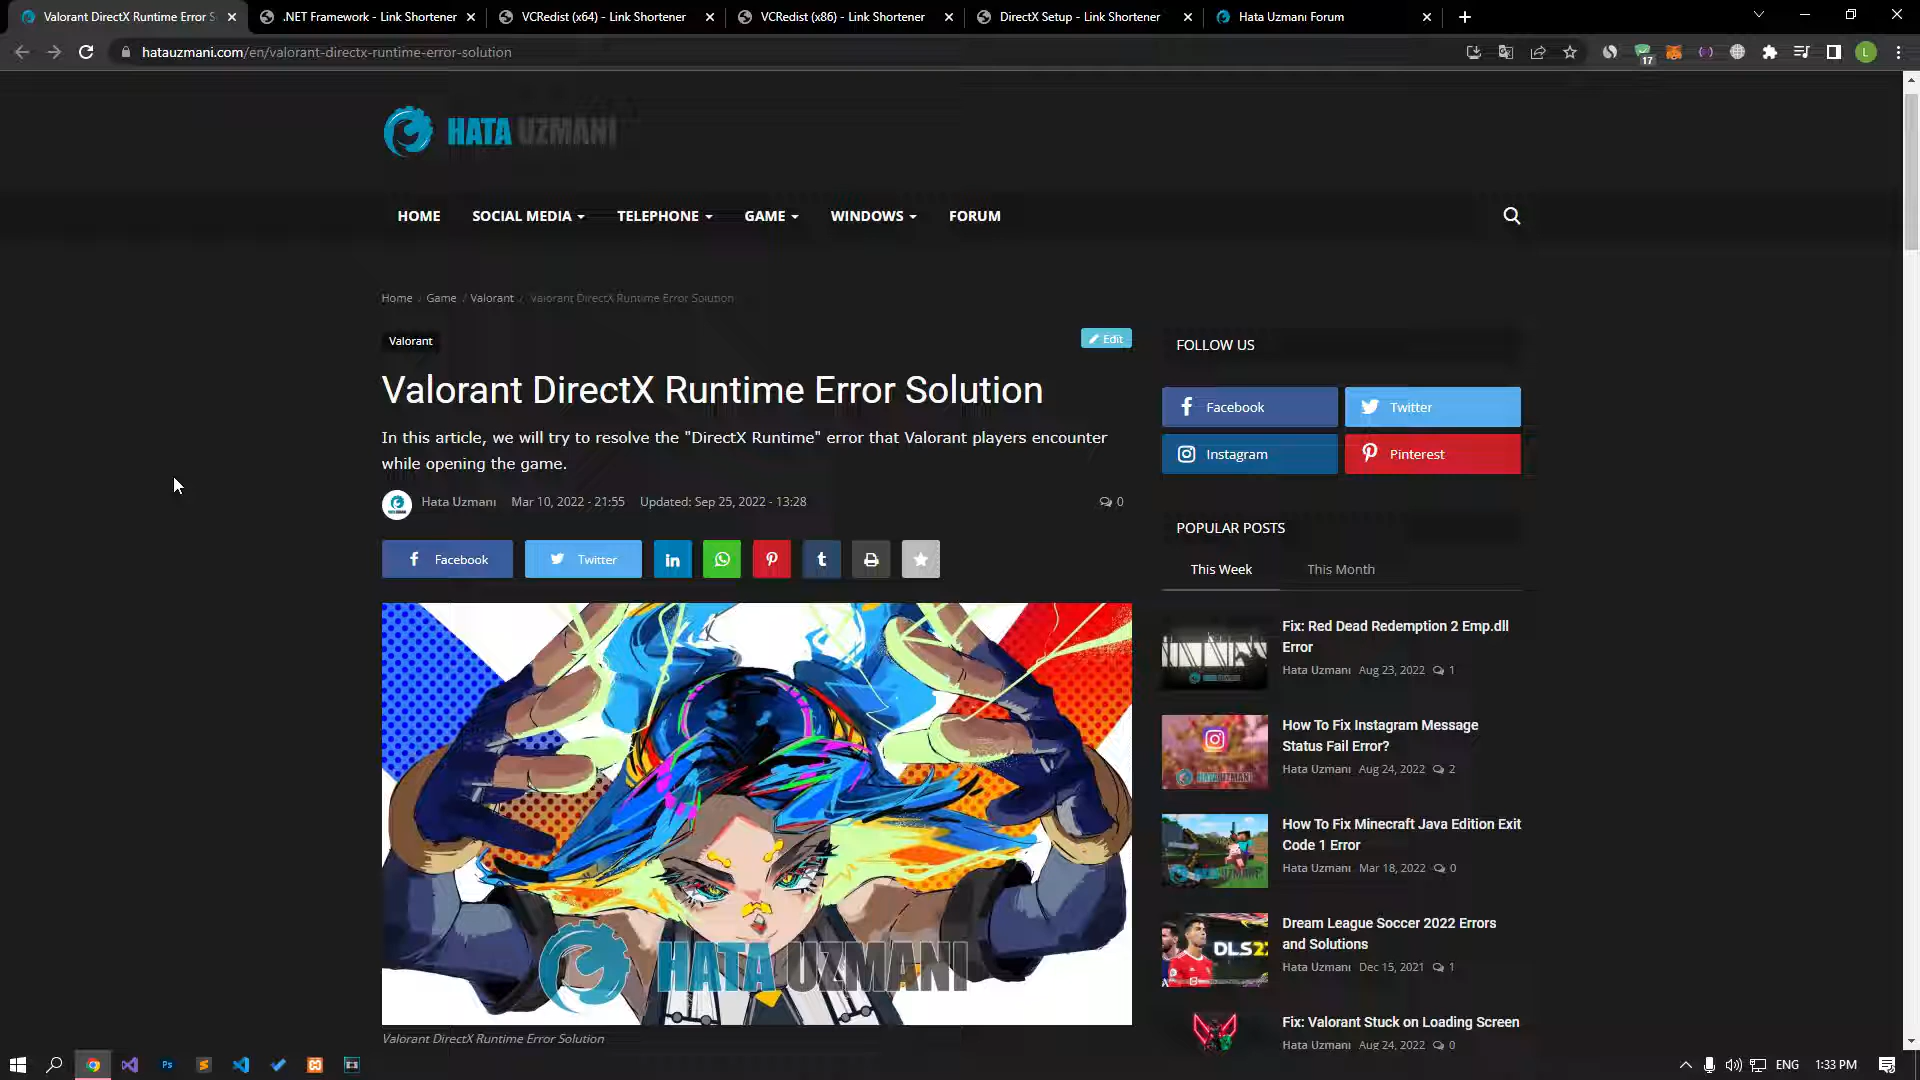 Valorant DirectX Runtime Error S
.NET Framework - Link Shortener
VCRedist (x64) - Link Shortener
VCRedist (x86) - Link Shortener
DirectX Setup - Link Shortener
Hata Uzmanı Forum
hatauzmani.com/en/valorant-directx-runtime-error-solution
17
L
HATA UZMANI
HOME
SOCIAL MEDIA
TELEPHONE
GAME
WINDOWS
FORUM
Home / Game / Valorant / Valorant DirectX Runtime Error Solution
Valorant
Edit
Valorant DirectX Runtime Error Solution
In this article, we will try to resolve the "DirectX Runtime" error that Valorant players encounter
while opening the game.
Hata Uzmanı Mar 10, 2022 - 21:55 Updated: Sep 25, 2022 - 13:28 0
Facebook
Twitter
HATA UZMANI
Valorant DirectX Runtime Error Solution
FOLLOW US
Facebook
Twitter
Instagram
Pinterest
POPULAR POSTS
This Week
This Month
Fix: Red Dead Redemption 2 Emp.dll
Error
Hata Uzmanı Aug 23, 2022 1
HATA UZMANI
How To Fix Instagram Message
Status Fail Error?
Hata Uzmanı Aug 24, 2022 2
HATA UZMANI
How To Fix Minecraft Java Edition Exit
Code 1 Error
Hata Uzmanı Mar 18, 2022 0
DLS22
HATA UZMANI
Dream League Soccer 2022 Errors
and Solutions
Hata Uzmanı Dec 15, 2021 1
Fix: Valorant Stuck on Loading Screen
Hata Uzmanı Aug 24, 2022 0
Ps
ENG
1:33 PM